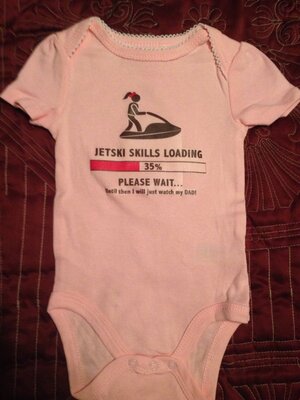 JETSKI SKILLS LOADING
35%
PLEASE WAIT...
Until then I will just watch my DAD!